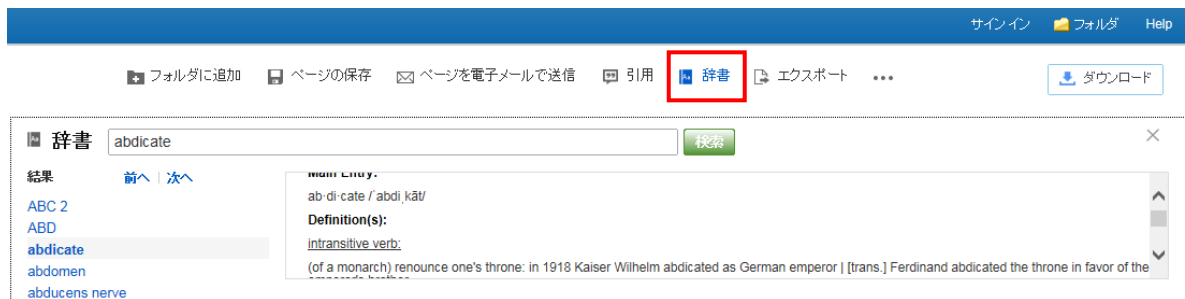 サインイン フォルダ Help
フォルダに追加 ページの保存 ページを電子メールで送信 引用 辞書 エクスポート ••• ダウンロード
辞書 abdicate 検索
結果 前へ | 次へ
Main Entry:
ab·di·cate /ˈabdiˌkāt/
Definition(s):
intransitive verb:
(of a monarch) renounce one's throne: in 1918 Kaiser Wilhelm abdicated as German emperor | [trans.] Ferdinand abdicated the throne in favor of the
emperor's brother
ABC 2
ABD
abdicate
abdomen
abducens nerve